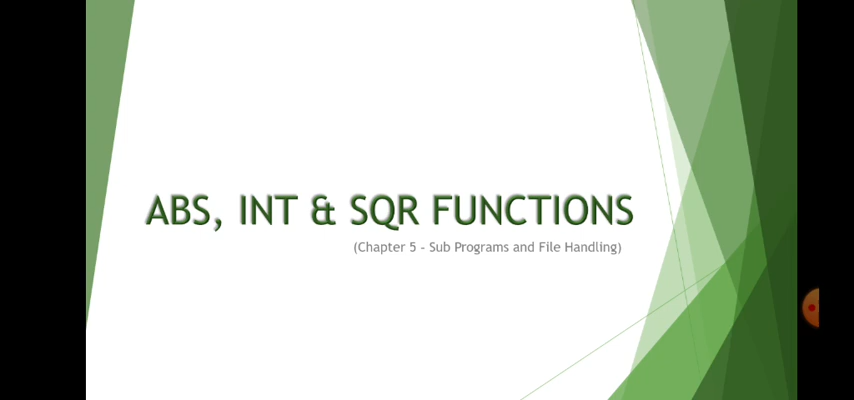 ABS, INT & SQR FUNCTIONS
(Chapter 5 - Sub Programs and File Handling)